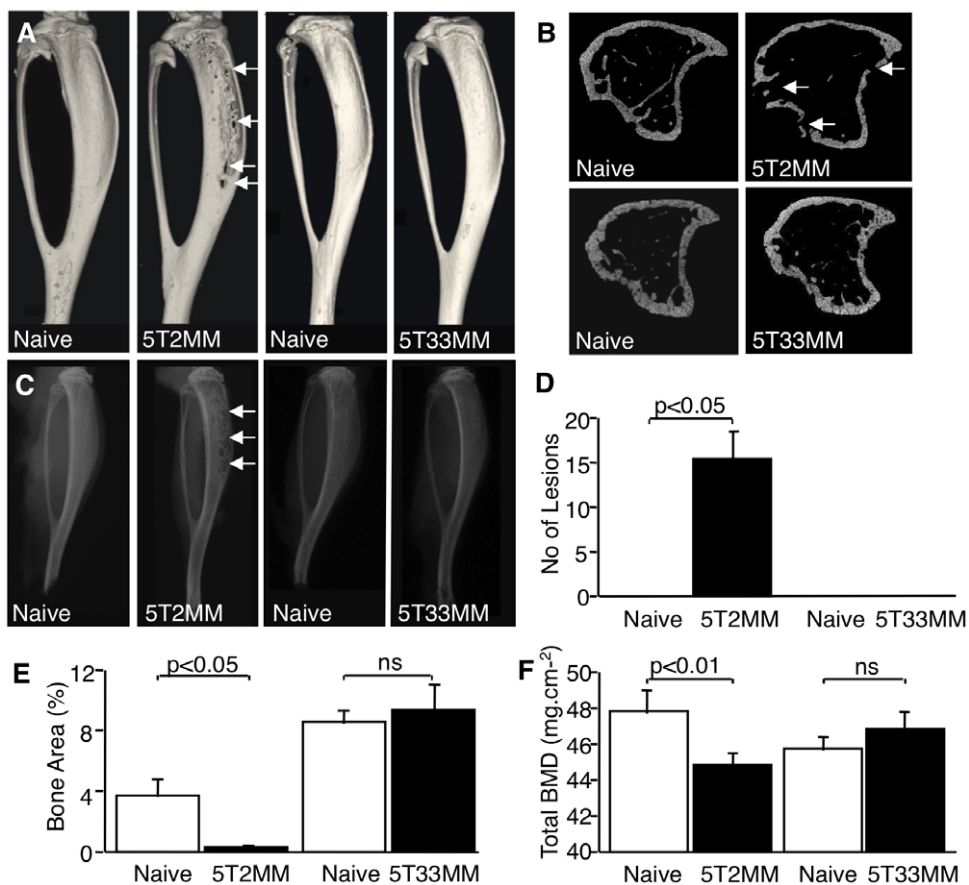 A
Naive
5T2MM
Naive
5T33MM
B
Naive
5T2MM
Naive
5T33MM
C
Naive
5T2MM
Naive
5T33MM
D
No of Lesions
20
15
10
5
0
p<0.05
Naive 5T2MM Naive 5T33MM
E
Bone Area (%)
12
8
4
0
p<0.05
ns
Naive 5T2MM Naive 5T33MM
F
Total BMD (mg.cm-2)
50
48
46
44
42
40
p<0.01
ns
Naive 5T2MM Naive 5T33MM